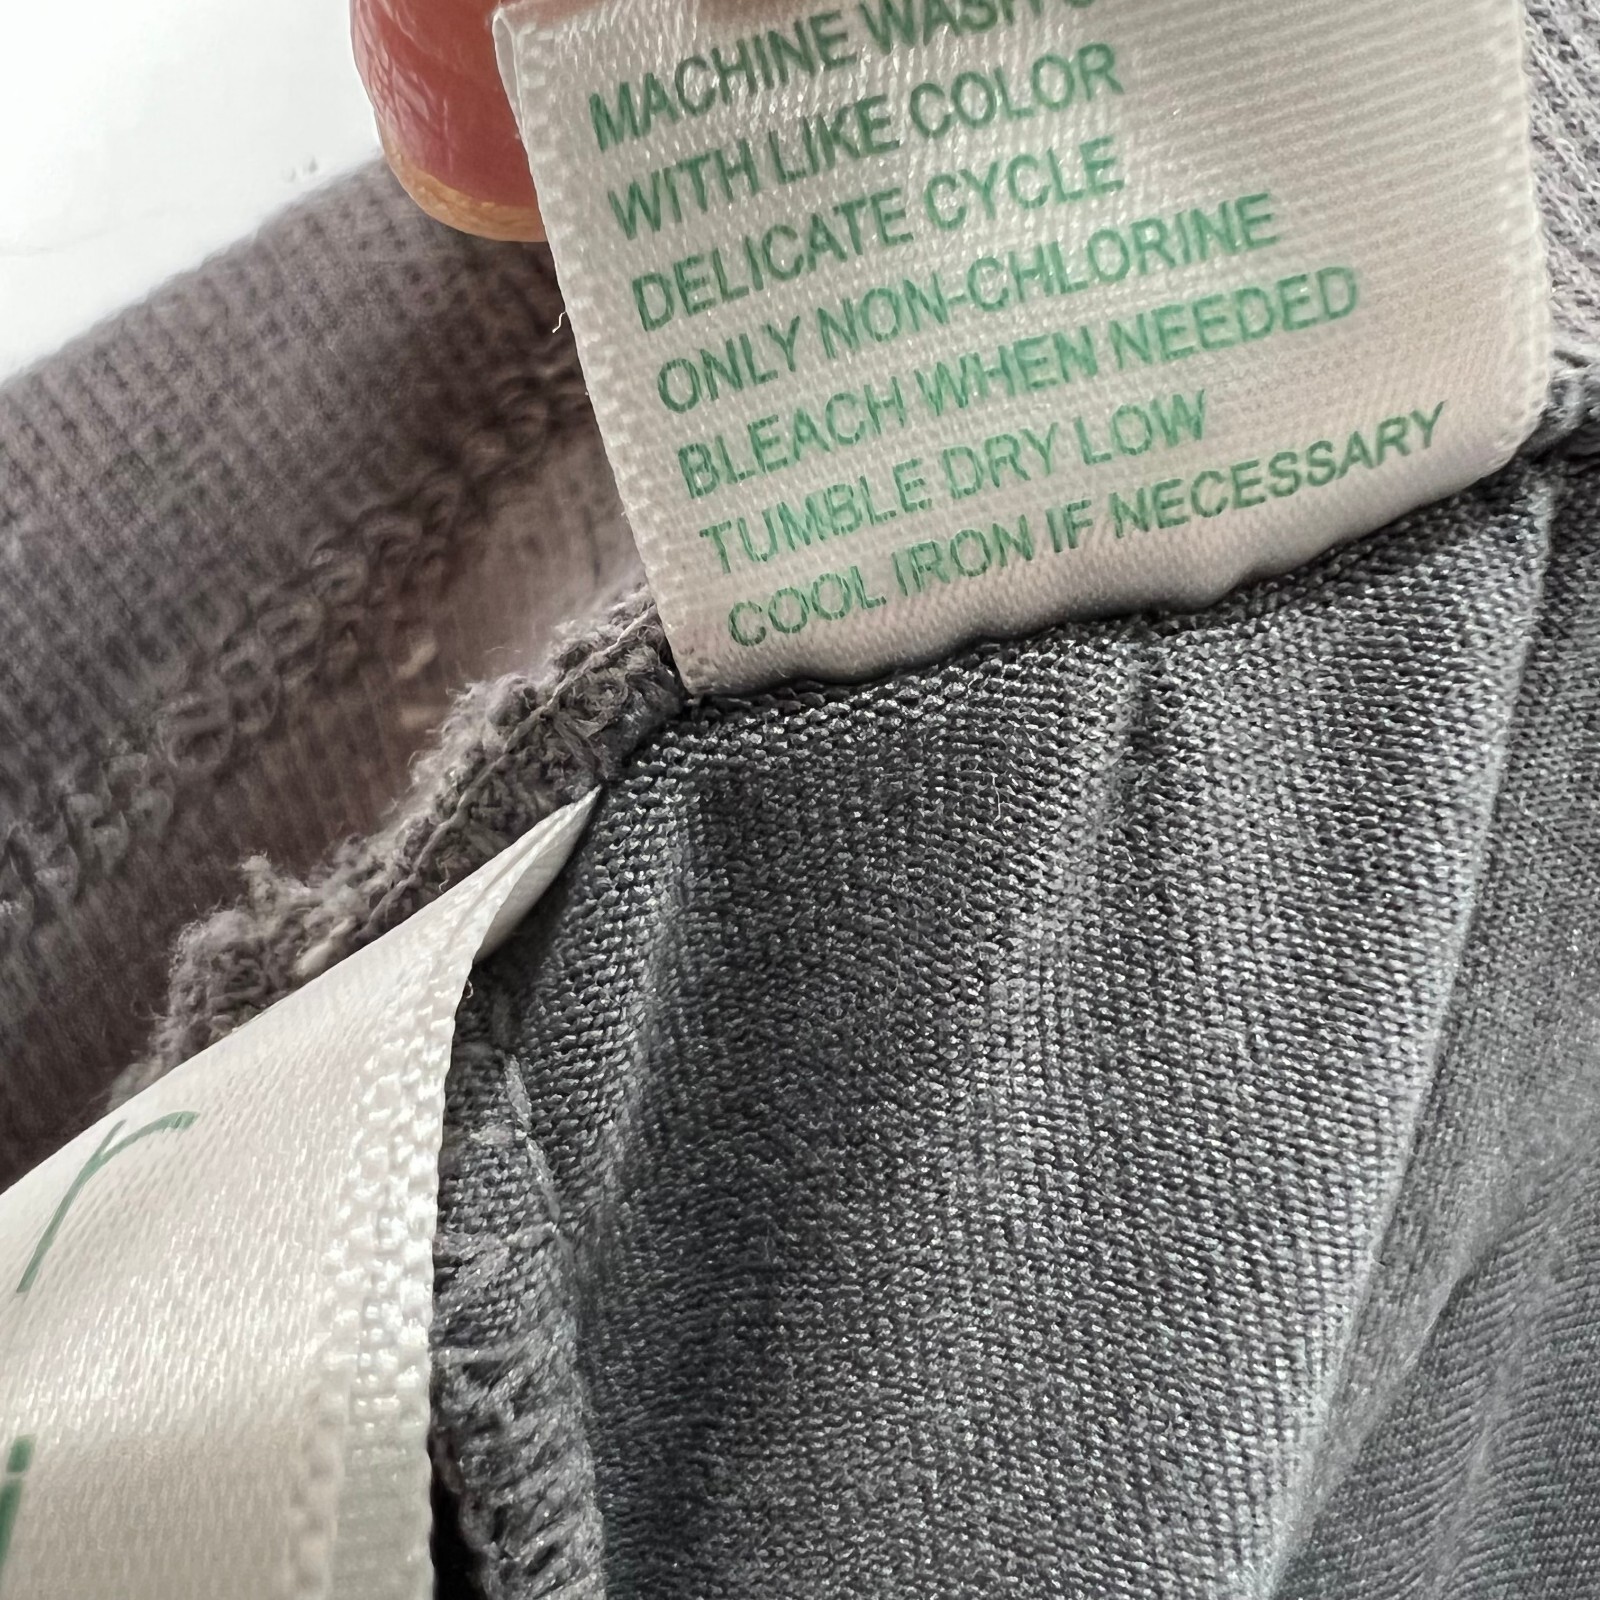 MACHINE WASH
WITH LIKE COLOR
DELICATE CYCLE
ONLY NON-CHLORINE
BLEACH WHEN NEEDED
TUMBLE DRY LOW
COOL IRON IF NECESSARY